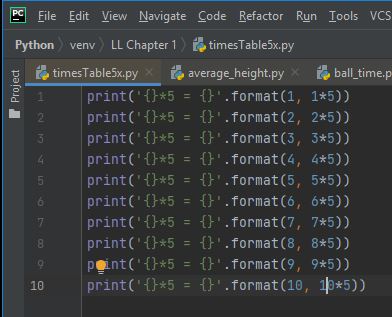 PC File Edit View Navigate Code Refactor Tools VCS
Python venv LL Chapter 1 timesTable5x.py
Project
timesTable5x.py average_height.py ball_time.p
1 print('{}*5 = {}'.format(1, 1*5))
2 print('{}*5 = {}'.format(2, 2*5))
3 print('{}*5 = {}'.format(3, 3*5))
4 print('{}*5 = {}'.format(4, 4*5))
5 print('{}*5 = {}'.format(5, 5*5))
6 print('{}*5 = {}'.format(6, 6*5))
7 print('{}*5 = {}'.format(7, 7*5))
8 print('{}*5 = {}'.format(8, 8*5))
9 print('{}*5 = {}'.format(9, 9*5))
10 print('{}*5 = {}'.format(10, 10*5))